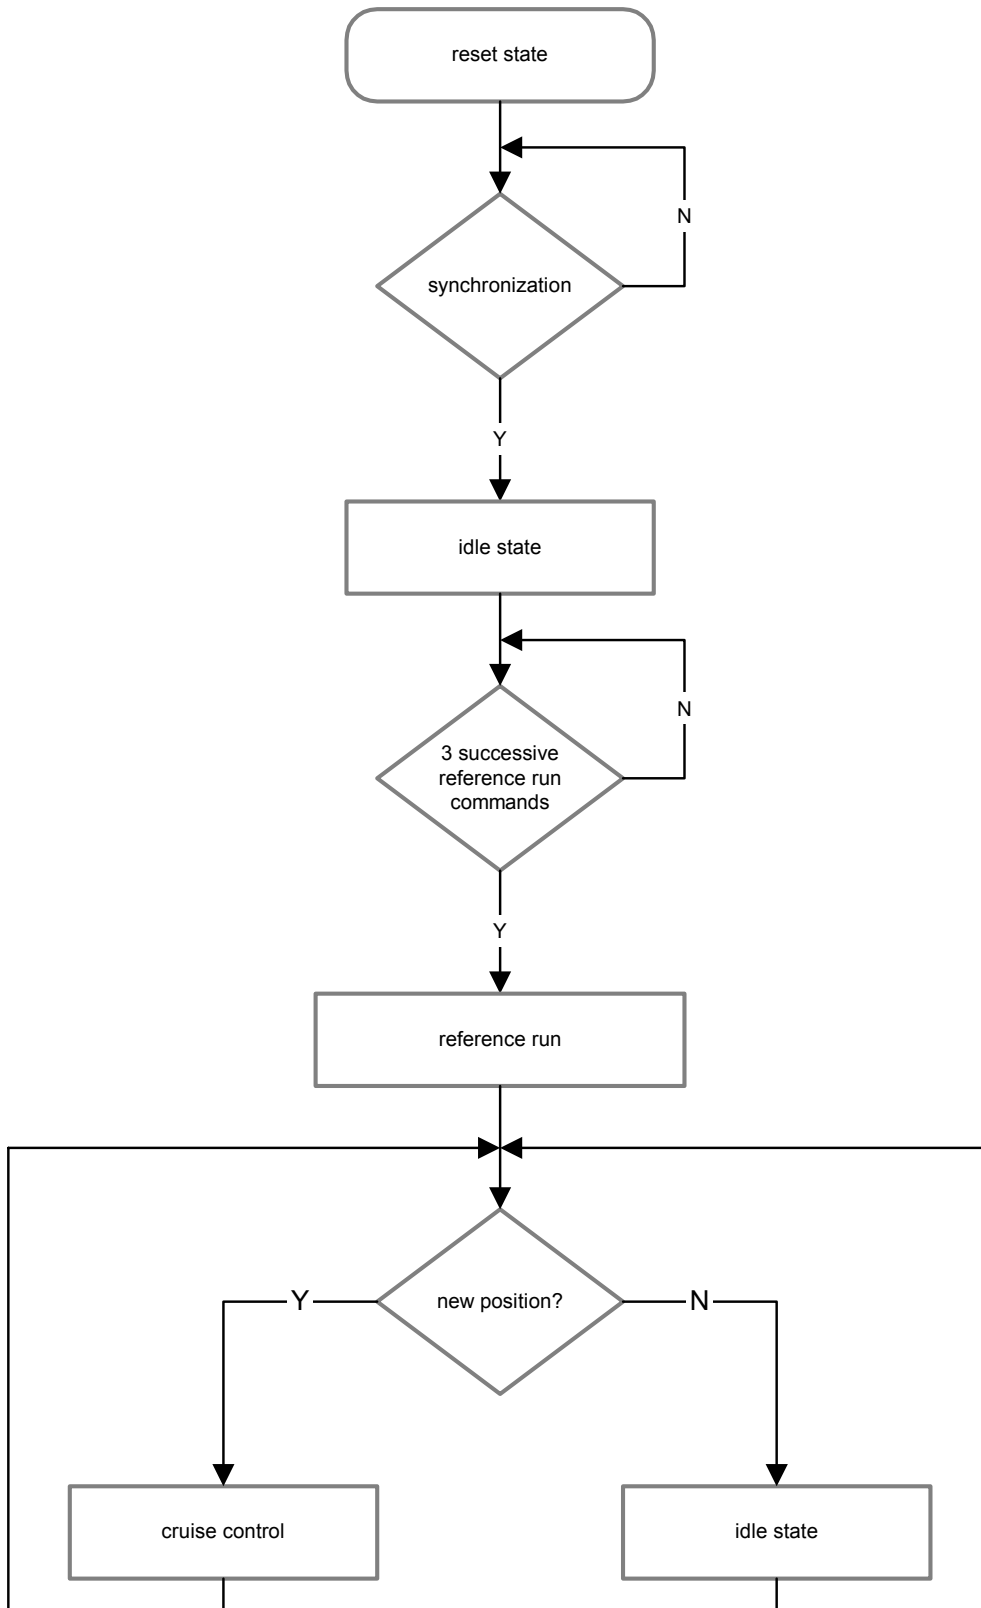 reset state
N
synchronization
Y
idle state
N
3 successive
reference run
commands
Y
reference run
Y
new position?
N
cruise control
idle state